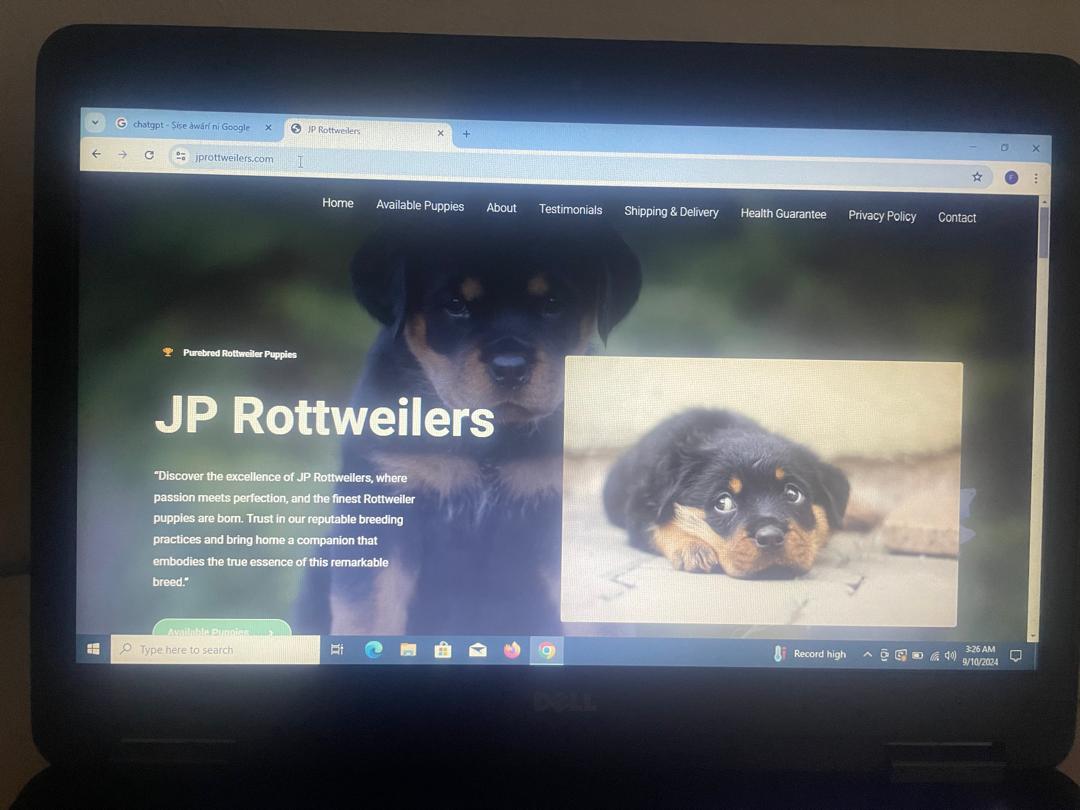 chatgpt - Ṣíṣe àwárí ni Google
JP Rottweilers
jprottweilers.com
F
Home Available Puppies About Testimonials Shipping & Delivery Health Guarantee Privacy Policy Contact
Purebred Rottweiler Puppies
JP Rottweilers
“Discover the excellence of JP Rottweilers, where
passion meets perfection, and the finest Rottweiler
puppies are born. Trust in our reputable breeding
practices and bring home a companion that
embodies the true essence of this remarkable
breed.”
Available Puppies
Type here to search
Record high
3:26 AM
9/10/2024
DELL